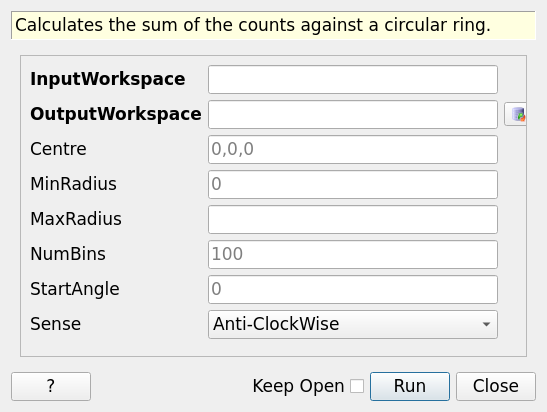 Calculates the sum of the counts against a circular ring.
InputWorkspace
OutputWorkspace
Centre 0,0,0
MinRadius 0
MaxRadius
NumBins 100
StartAngle 0
Sense Anti-ClockWise
? Keep Open Run Close